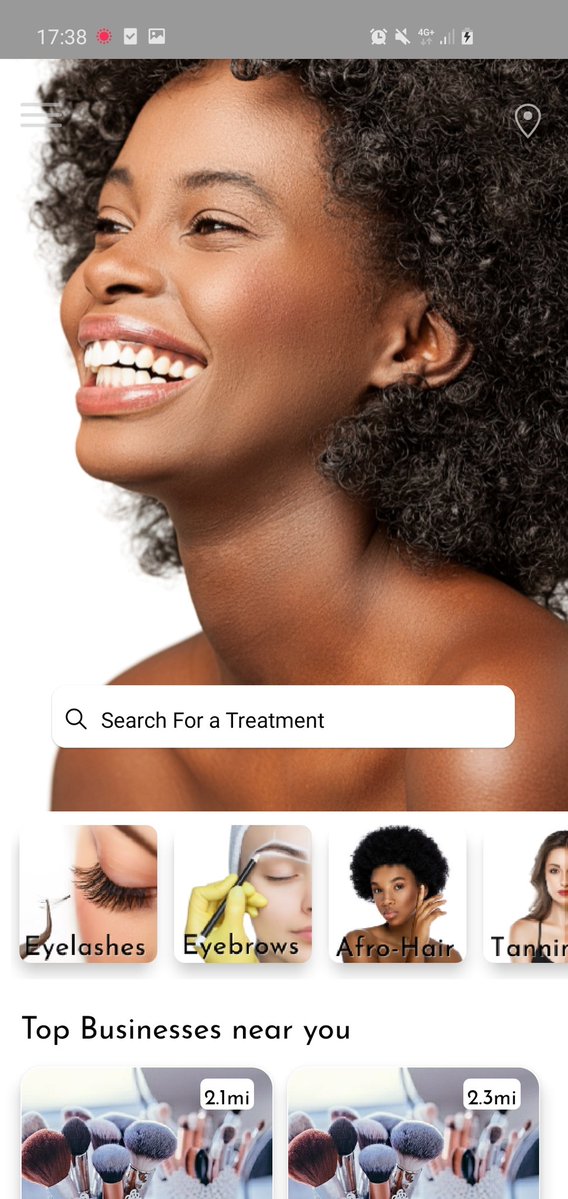 17:38
4G+
Search For a Treatment
Eyelashes
Eyebrows
Afro-Hair
Tannin
Top Businesses near you
2.1mi
2.3mi